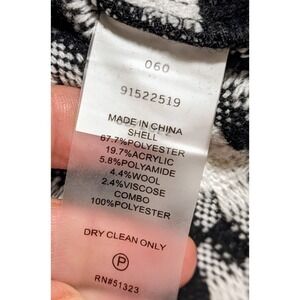 060
91522519
MADE IN CHINA
SHELL
67.7%POLYESTER
19.7%ACRYLIC
5.8%POLYAMIDE
4.4%WOOL
2.4%VISCOSE
COMBO
100%POLYESTER
DRY CLEAN ONLY
P
RN#51323